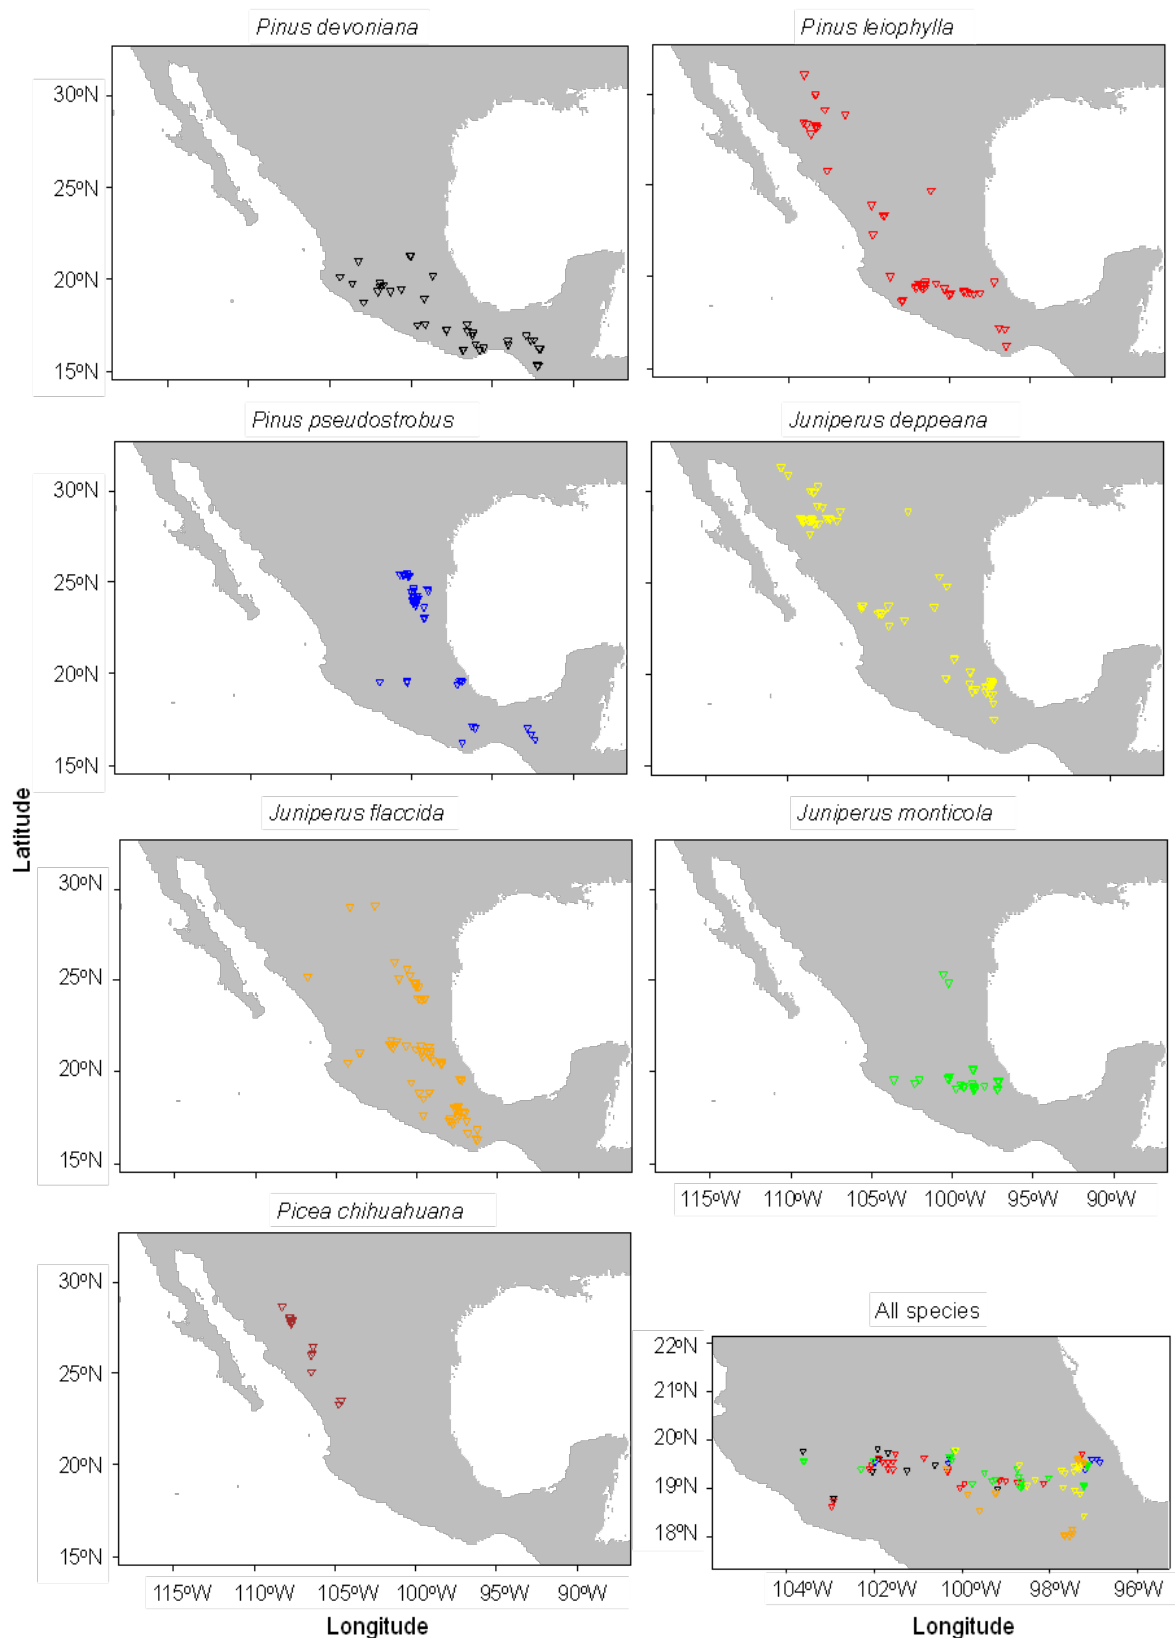 Pinus devoniana
Pinus leiophylla
30ºN
25ºN
20ºN
15ºN
Pinus pseudostrobus
Juniperus deppeana
30ºN
25ºN
20ºN
15ºN
Latitude
Juniperus flaccida
Juniperus monticola
30ºN
25ºN
20ºN
15ºN
115ºW 110ºW 105ºW 100ºW 95ºW 90ºW
Picea chihuahuana
30ºN
25ºN
20ºN
15ºN
115ºW 110ºW 105ºW 100ºW 95ºW 90ºW
Longitude
All species
22ºN
21ºN
20ºN
19ºN
18ºN
104ºW 102ºW 100ºW 98ºW 96ºW
Longitude